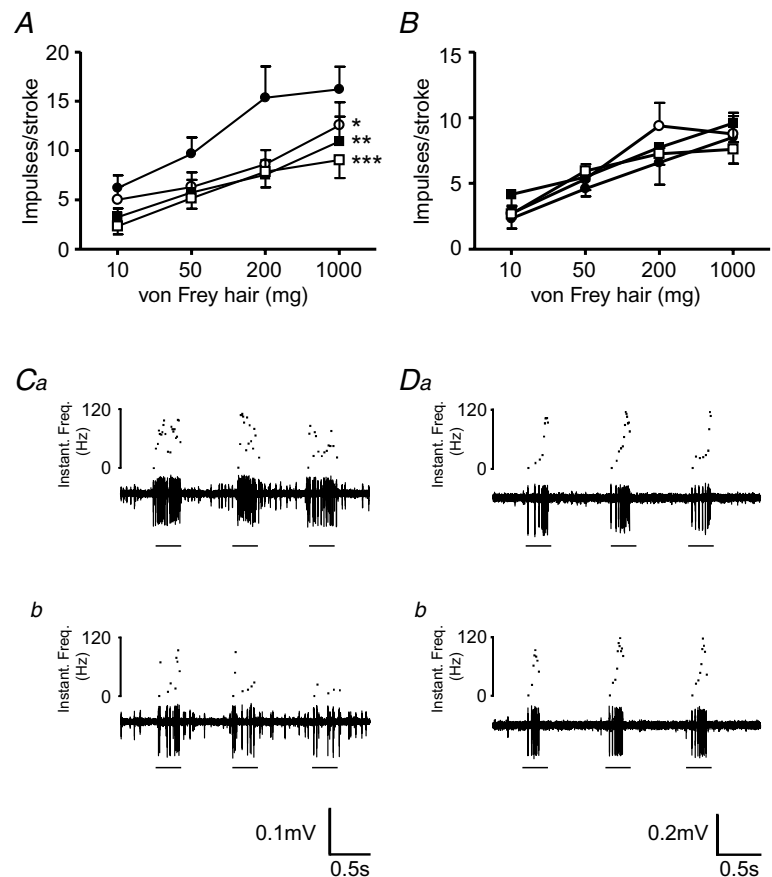 A
Impulses/stroke
20
15
10
5
0
*
**
***
10 50 200 1000
von Frey hair (mg)
B
Impulses/stroke
15
10
5
0
10 50 200 1000
von Frey hair (mg)
Ca
Instant. Freq.
(Hz)
120
0
Da
Instant. Freq.
(Hz)
120
0
b
Instant. Freq.
(Hz)
120
0
b
Instant. Freq.
(Hz)
120
0
0.1mV
0.5s
0.2mV
0.5s